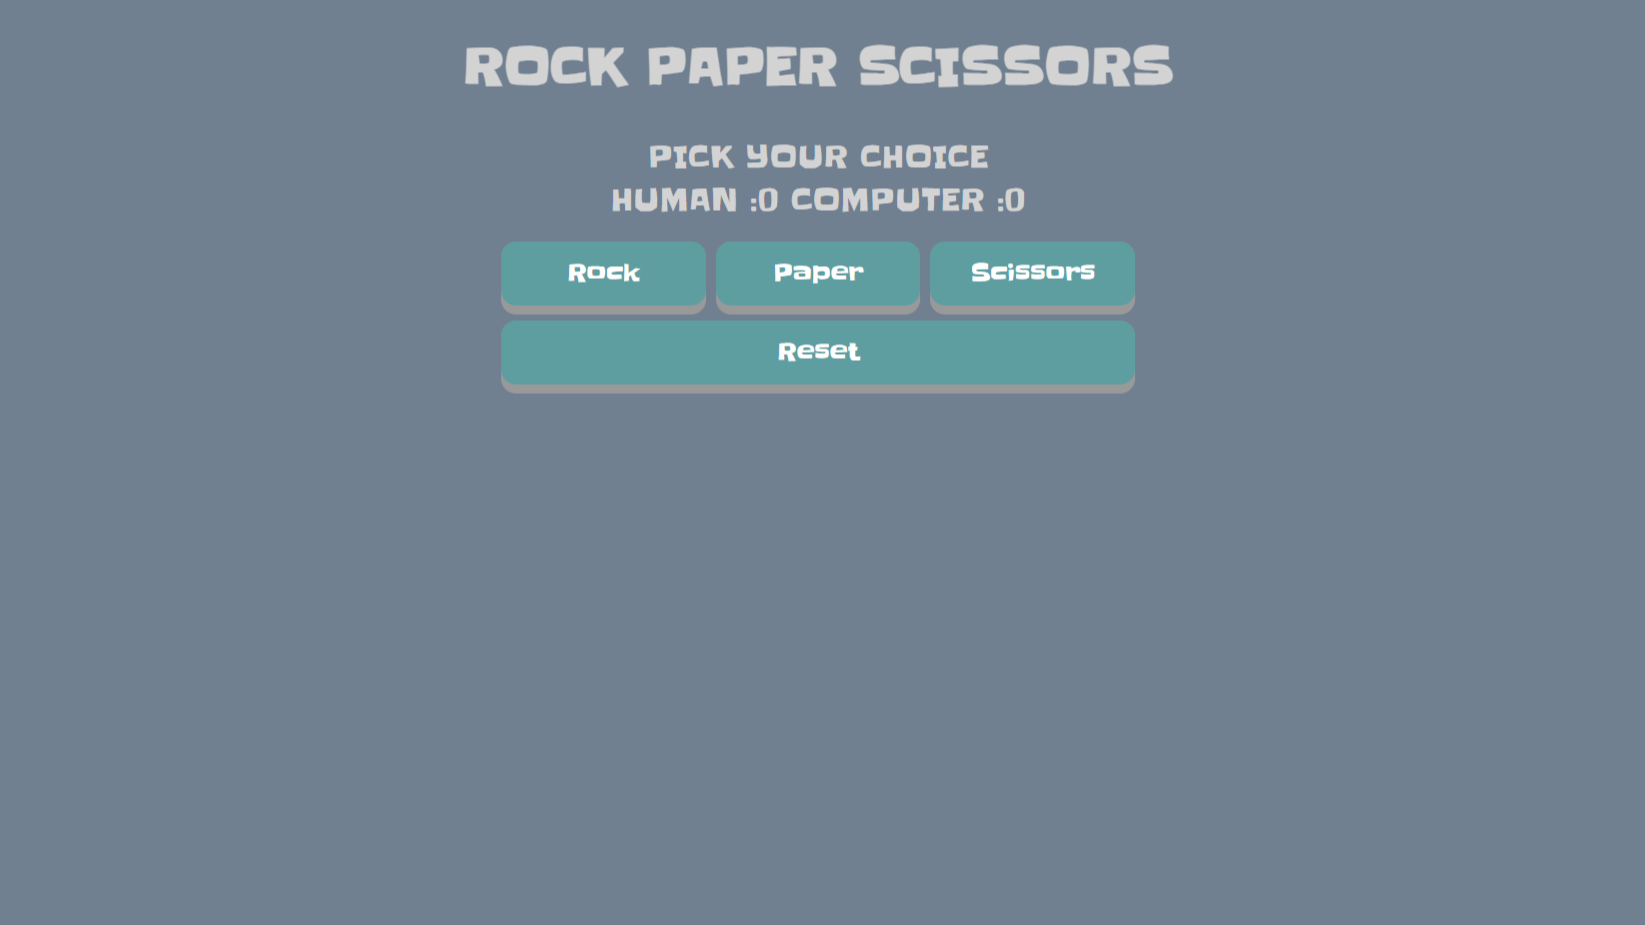 ROCK PAPER SCISSORS
PICK YOUR CHOICE
HUMAN :0 COMPUTER :0
Rock Paper Scissors
Reset